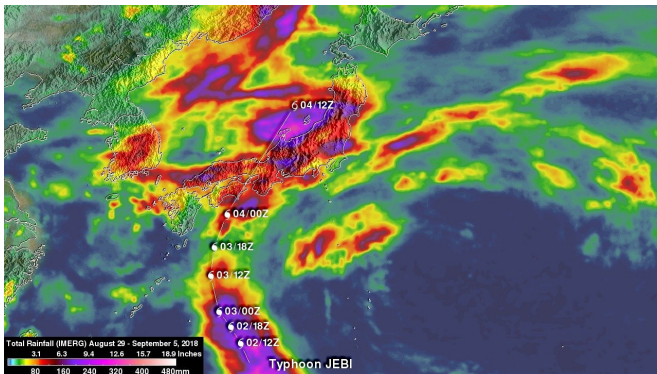 04/12Z
04/00Z
03/18Z
03/12Z
03/00Z
02/18Z
02/12Z
Total Rainfall (IMERG) August 29 - September 5, 2018
3.1 6.3 9.4 12.6 15.7 18.9 Inches
80 160 240 320 400 480mm
Typhoon JEBI